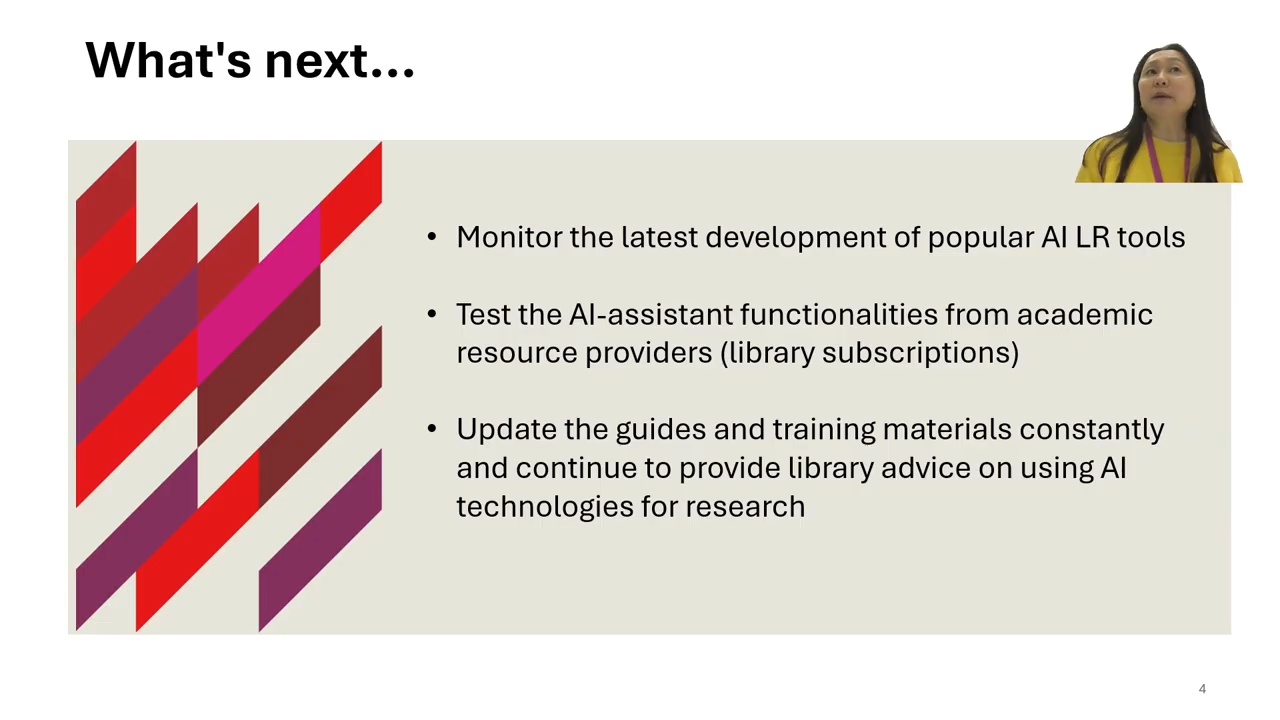 What's next...
• Monitor the latest development of popular AI LR tools
• Test the AI-assistant functionalities from academic
resource providers (library subscriptions)
• Update the guides and training materials constantly
and continue to provide library advice on using AI
technologies for research
4